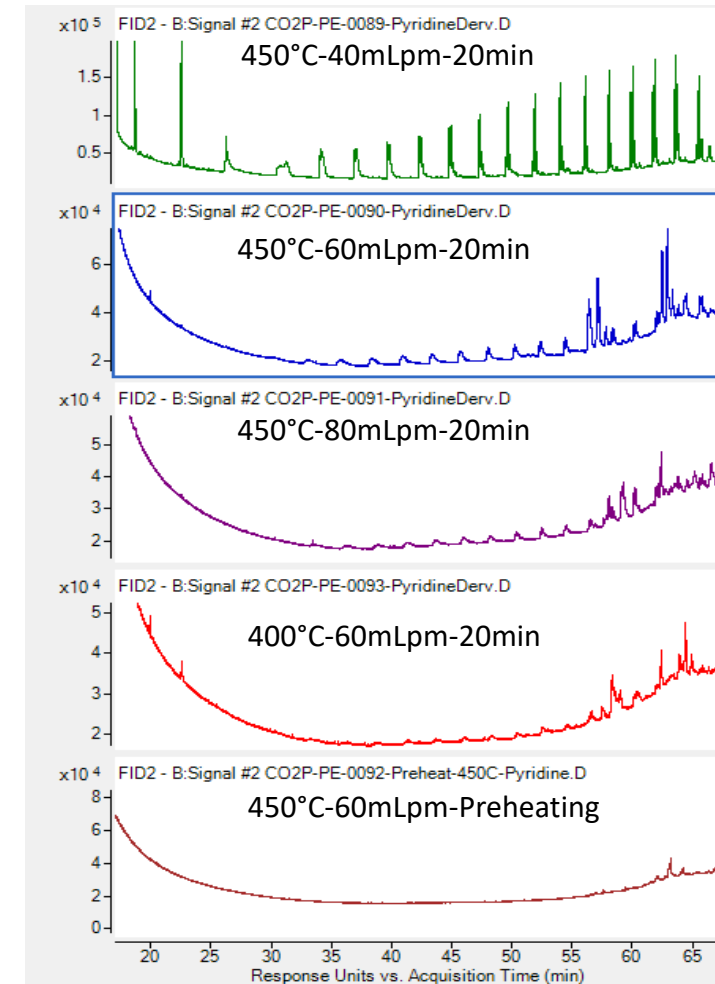 x10 5 FID2 - B:Signal #2 CO2P-PE-0089-PyridineDerv.D
450°C-40mLpm-20min
1.5
1
0.5
x10 4 FID2 - B:Signal #2 CO2P-PE-0090-PyridineDerv.D
450°C-60mLpm-20min
6
4
2
x10 4 FID2 - B:Signal #2 CO2P-PE-0091-PyridineDerv.D
450°C-80mLpm-20min
5
4
3
2
x10 4 FID2 - B:Signal #2 CO2P-PE-0093-PyridineDerv.D
5
400°C-60mLpm-20min
4
3
2
x10 4 FID2 - B:Signal #2 CO2P-PE-0092-Preheat-450C-Pyridine.D
8
450°C-60mLpm-Preheating
6
4
2
0
20 25 30 35 40 45 50 55 60 65
Response Units vs. Acquisition Time (min)